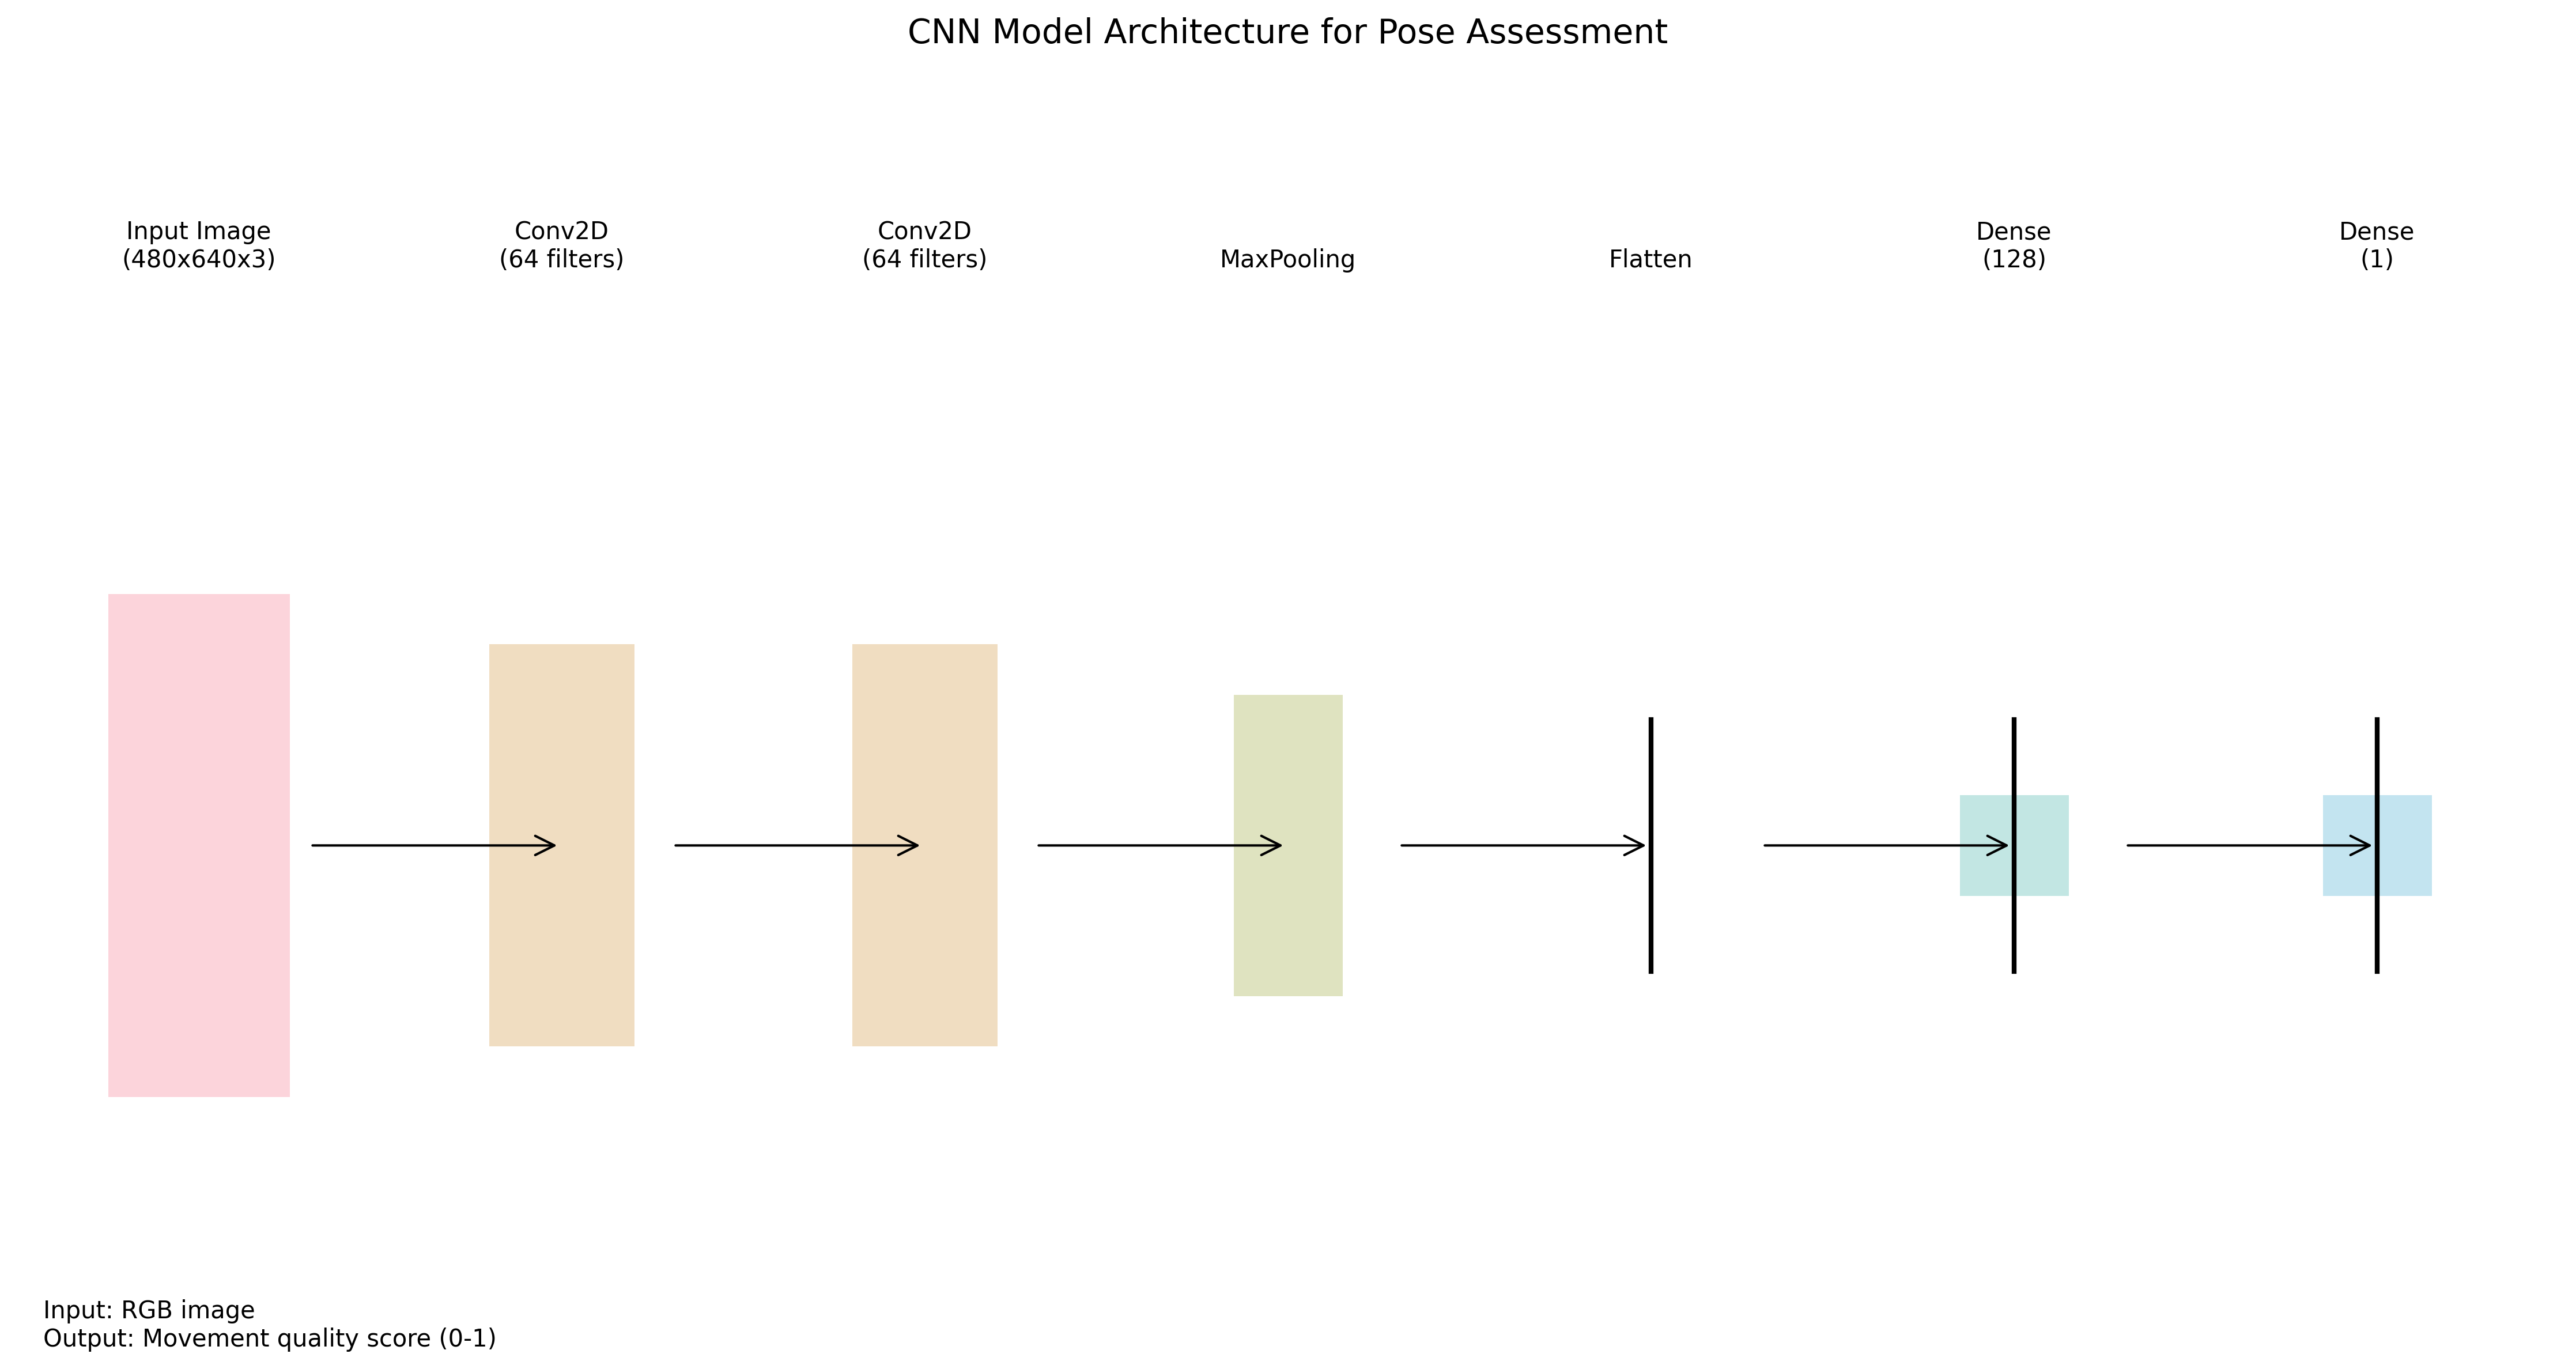 CNN Model Architecture for Pose Assessment
Input Image
(480x640x3)
Conv2D
(64 filters)
Conv2D
(64 filters)
MaxPooling
Flatten
Dense
(128)
Dense
(1)
Input: RGB image
Output: Movement quality score (0-1)